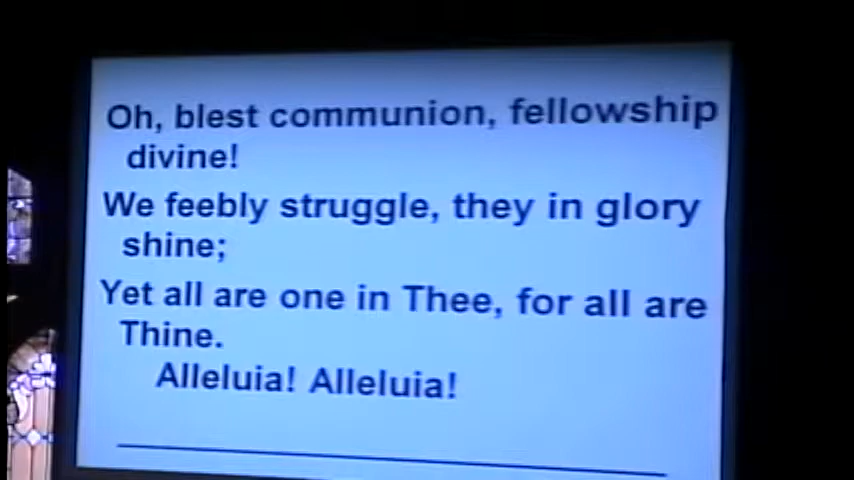 Oh, blest communion, fellowship
divine!
We feebly struggle, they in glory
shine;
Yet all are one in Thee, for all are
Thine.
Alleluia! Alleluia!